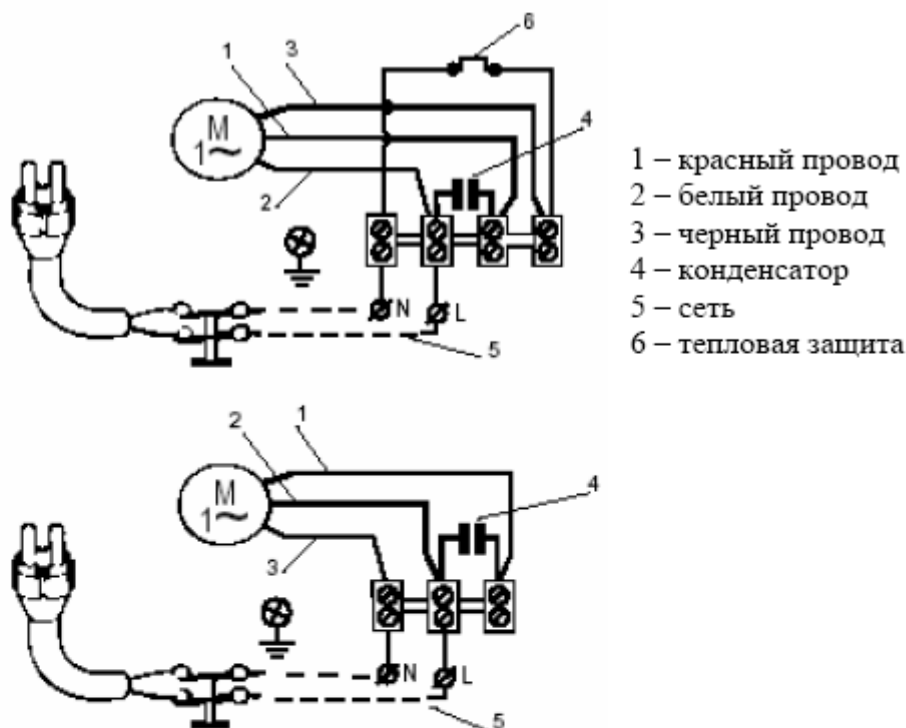 6
1
3
M
1~
4
2
N
L
5
1 – красный провод
2 – белый провод
3 – черный провод
4 – конденсатор
5 – сеть
6 – тепловая защита
1
2
4
M
1~
3
N
L
5